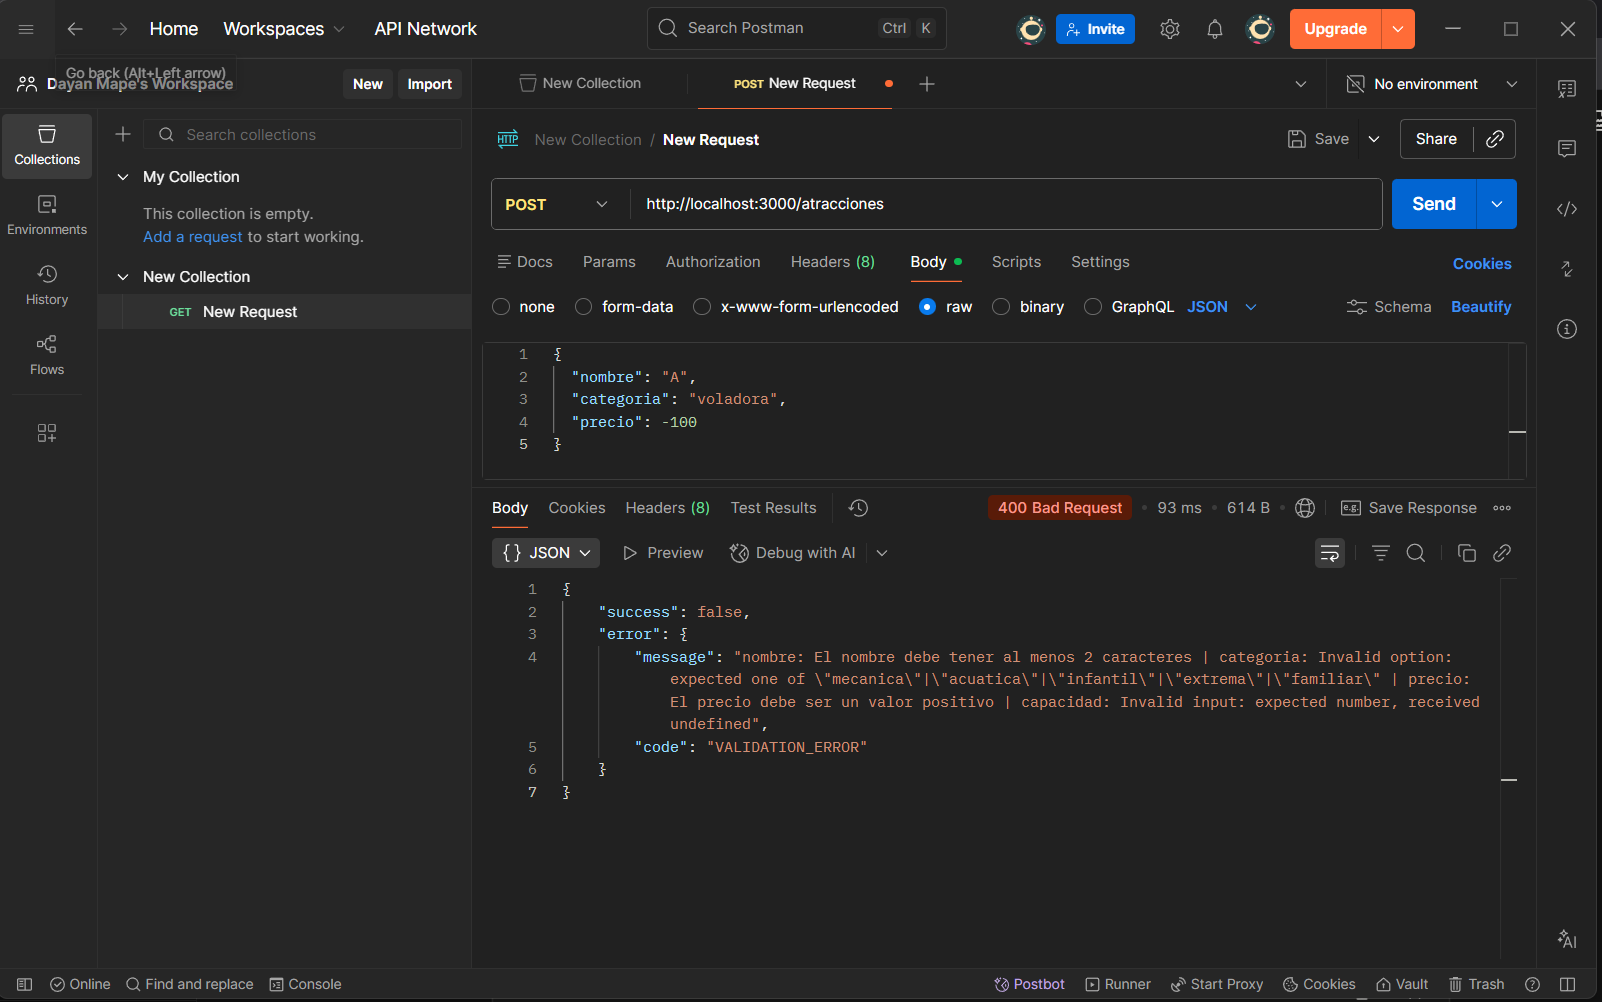 Home Workspaces API Network Search Postman Ctrl K Invite Upgrade
Go back (Alt+Left arrow)
Dayan Mape's Workspace New Import New Collection POST New Request No environment
Collections Search collections New Collection / New Request Save Share
My Collection
This collection is empty.
Add a request to start working.
New Collection
GET New Request
Environments
History
Flows
POST http://localhost:3000/atracciones Send
Docs Params Authorization Headers (8) Body Scripts Settings Cookies
none form-data x-www-form-urlencoded raw binary GraphQL JSON Schema Beautify
1 {
2 "nombre": "A",
3 "categoria": "voladora",
4 "precio": -100
5 }
Body Cookies Headers (8) Test Results 400 Bad Request 93 ms 614 B e.g. Save Response
{} JSON Preview Debug with AI
1 {
2 "success": false,
3 "error": {
4 "message": "nombre: El nombre debe tener al menos 2 caracteres | categoria: Invalid option:
expected one of \"mecanica\"|\"acuatica\"|\"infantil\"|\"extrema\"|\"familiar\" | precio:
El precio debe ser un valor positivo | capacidad: Invalid input: expected number, received
undefined",
5 "code": "VALIDATION_ERROR"
6 }
7 }
AI
Online Find and replace Console Postbot Runner Start Proxy Cookies Vault Trash